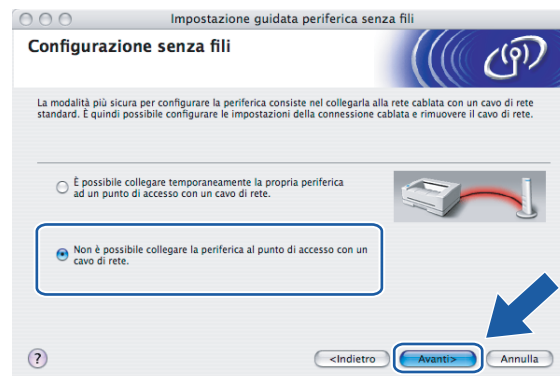 Impostazione guidata periferica senza fili
Configurazione senza fili
La modalità più sicura per configurare la periferica consiste nel collegarla alla rete cablata con un cavo di rete
standard. È quindi possibile configurare le impostazioni della connessione cablata e rimuovere il cavo di rete.
È possibile collegare temporaneamente la propria periferica
ad un punto di accesso con un cavo di rete.
Non è possibile collegare la periferica al punto di accesso con un
cavo di rete.
? <Indietro Avanti> Annulla